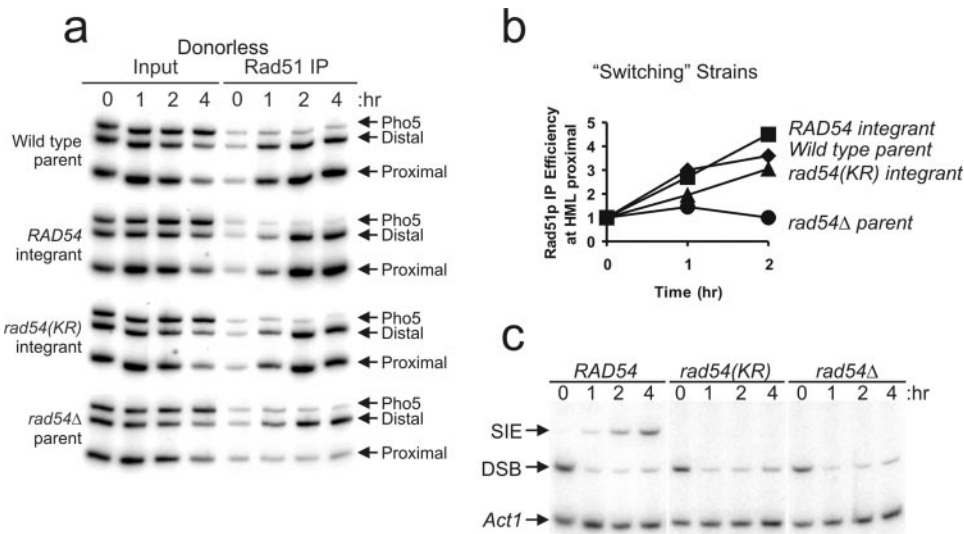 a
Donorless
Input Rad51 IP
0 1 2 4 0 1 2 4 :hr
Wild type
parent
Pho5
Distal
Proximal
RAD54
integrant
Pho5
Distal
Proximal
rad54(KR)
integrant
Pho5
Distal
Proximal
rad54Δ
parent
Pho5
Distal
Proximal
b
“Switching” Strains
Rad51p IP Efficiency
at HML proximal
5
4
3
2
1
0 1 2
Time (hr)
RAD54 integrant
Wild type parent
rad54(KR) integrant
rad54Δ parent
c
RAD54 rad54(KR) rad54Δ
0 1 2 4 0 1 2 4 0 1 2 4 :hr
SIE
DSB
Act1